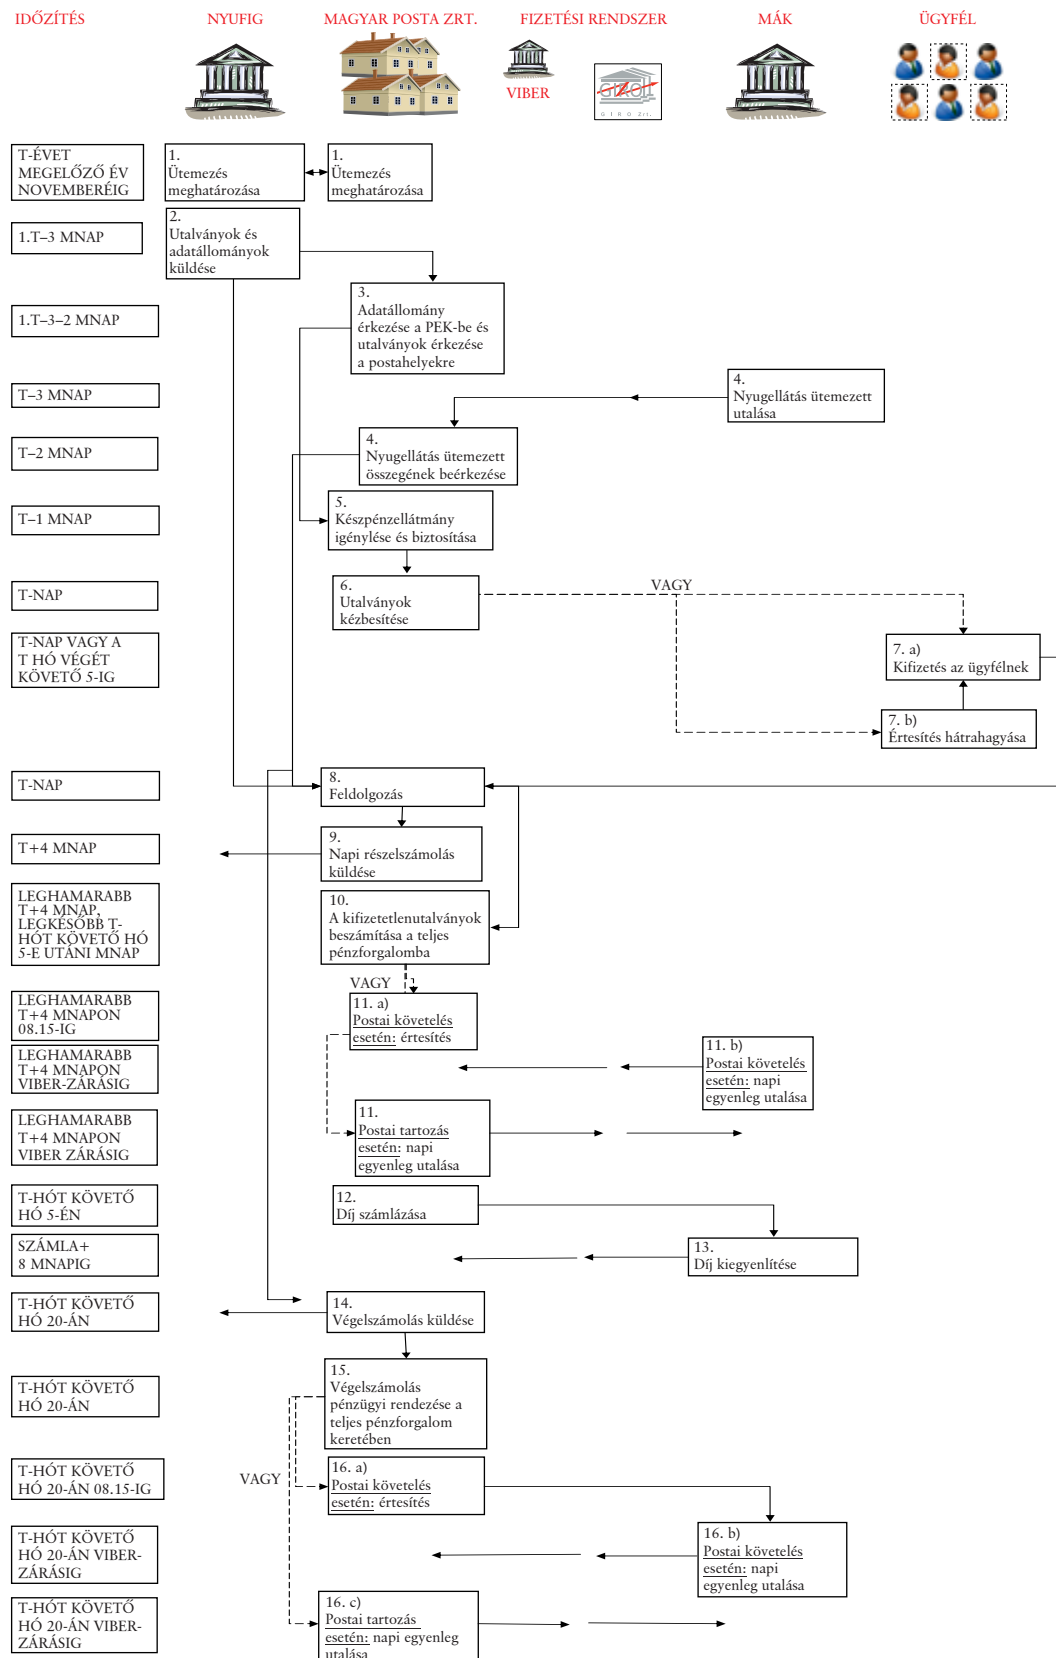 IDŐZÍTÉS
NYUFIG
MAGYAR POSTA ZRT.
FIZETÉSI RENDSZER
MÁK
ÜGYFÉL
VIBER
GIRO
GIRO Zrt.
T-ÉVET
MEGELŐZŐ ÉV
NOVEMBERÉIG
1.
Ütemezés
meghatározása
1.
Ütemezés
meghatározása
1.T–3 MNAP
2.
Utalványok és
adatállományok
küldése
1.T–3–2 MNAP
3.
Adatállomány
érkezése a PEK-be és
utalványok érkezése
a postahelyekre
T–3 MNAP
4.
Nyugellátás ütemezett
utalása
T–2 MNAP
4.
Nyugellátás ütemezett
összegének beérkezése
T–1 MNAP
5.
Készpénzellátmány
igénylése és biztosítása
T-NAP
6.
Utalványok
kézbesítése
VAGY
T-NAP VAGY A
T HÓ VÉGÉT
KÖVETŐ 5-IG
7. a)
Kifizetés az ügyfélnek
7. b)
Értesítés hátrahagyása
T-NAP
8.
Feldolgozás
T+4 MNAP
9.
Napi részelszámolás
küldése
LEGHAMARABB
T+4 MNAP,
LEGKÉSŐBB T-
HÓT KÖVETŐ HÓ
5-E UTÁNI MNAP
10.
A kifizetetlenutalványok
beszámítása a teljes
pénzforgalomba
VAGY
LEGHAMARABB
T+4 MNAPON
08.15-IG
11. a)
Postai követelés
esetén: értesítés
LEGHAMARABB
T+4 MNAPON
VIBER-ZÁRÁSIG
11. b)
Postai követelés
esetén: napi
egyenleg utalása
LEGHAMARABB
T+4 MNAPON
VIBER ZÁRÁSIG
11.
Postai tartozás
esetén: napi
egyenleg utalása
T-HÓT KÖVETŐ
HÓ 5-ÉN
12.
Díj számlázása
SZÁMLA+
8 MNAPIG
13.
Díj kiegyenlítése
T-HÓT KÖVETŐ
HÓ 20-ÁN
14.
Végelszámolás küldése
T-HÓT KÖVETŐ
HÓ 20-ÁN
15.
Végelszámolás
pénzügyi rendezése a
teljes pénzforgalom
keretében
VAGY
T-HÓT KÖVETŐ
HÓ 20-ÁN 08.15-IG
16. a)
Postai követelés
esetén: értesítés
T-HÓT KÖVETŐ
HÓ 20-ÁN VIBER-
ZÁRÁSIG
16. b)
Postai követelés
esetén: napi
egyenleg utalása
T-HÓT KÖVETŐ
HÓ 20-ÁN VIBER-
ZÁRÁSIG
16. c)
Postai tartozás
esetén: napi egyenleg
utalása